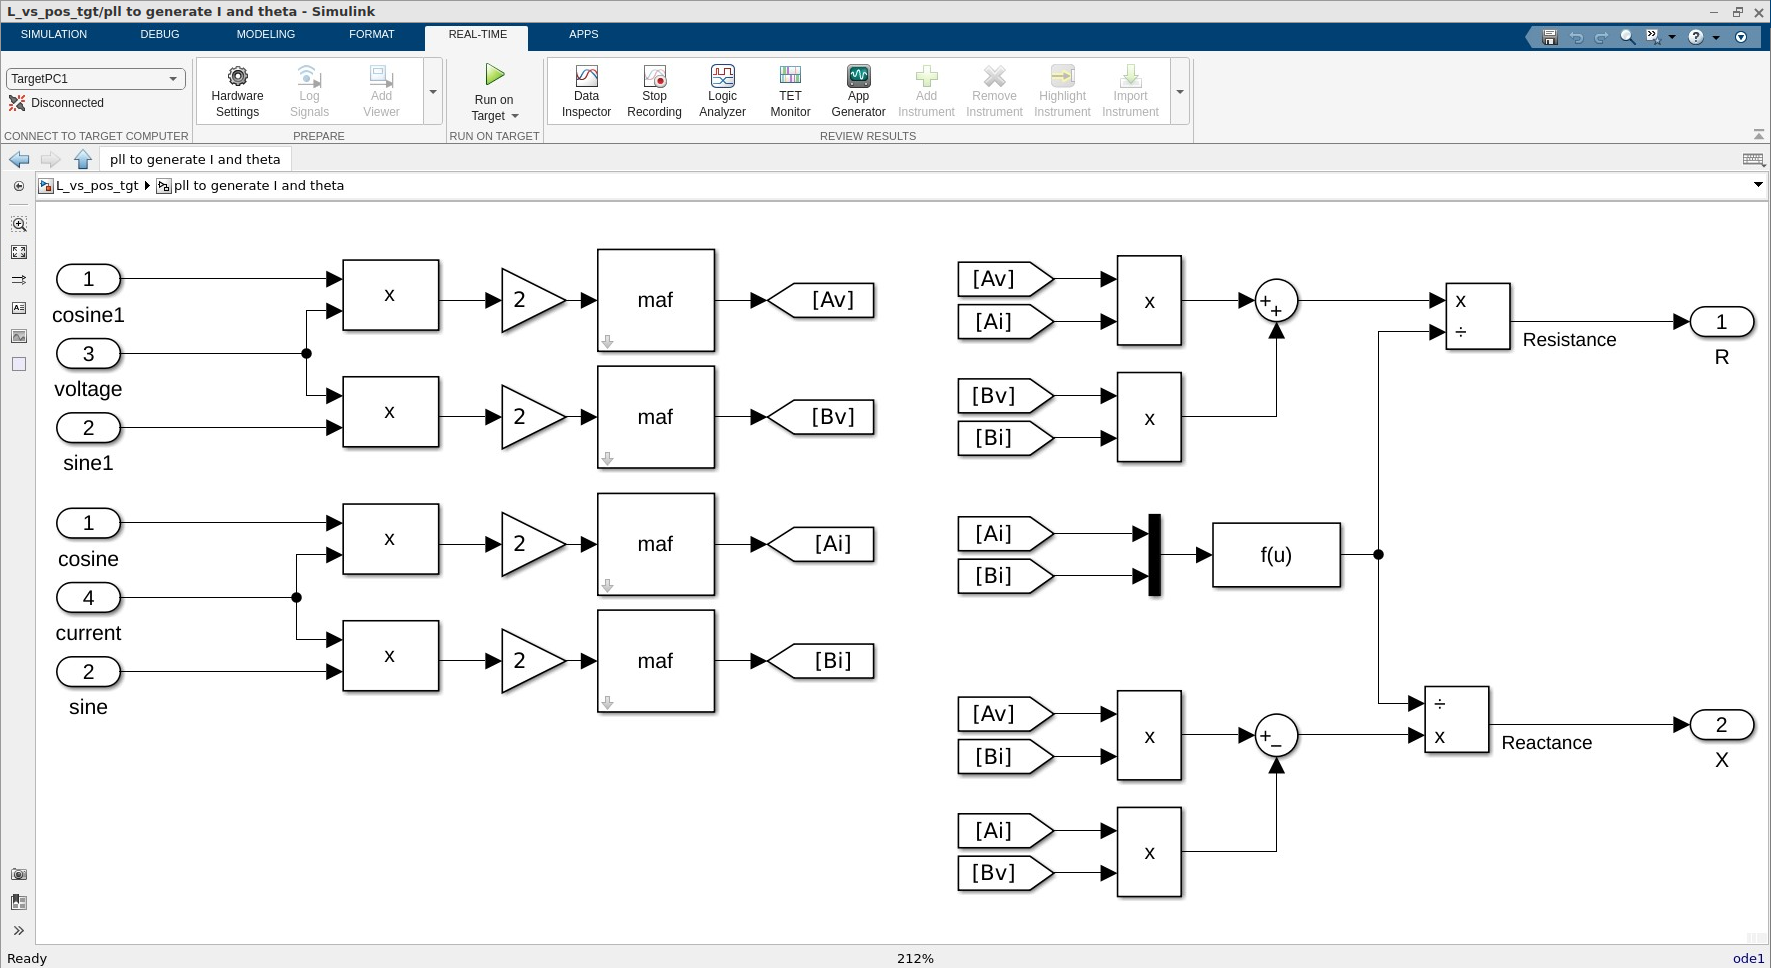 L_vs_pos_tgt/pll to generate I and theta - Simulink
SIMULATION DEBUG MODELING FORMAT REAL-TIME APPS
TargetPC1
Disconnected
CONNECT TO TARGET COMPUTER
Hardware Settings
Log Signals
Add Viewer
PREPARE
Run on Target
RUN ON TARGET
Data Inspector
Stop Recording
Logic Analyzer
TET Monitor
App Generator
Add Instrument
Remove Instrument
Highlight Instrument
Import Instrument
REVIEW RESULTS
pll to generate I and theta
L_vs_pos_tgt pll to generate I and theta
1
cosine1
3
voltage
2
sine1
x
2
maf
[Av]
x
2
maf
[Bv]
1
cosine
4
current
2
sine
x
2
maf
[Ai]
x
2
maf
[Bi]
[Av]
[Ai]
x
+
+
[Bv]
[Bi]
x
x
÷
Resistance
1
R
[Ai]
[Bi]
f(u)
[Av]
[Bi]
x
+
−
[Ai]
[Bv]
x
÷
x
Reactance
2
X
Ready
212%
ode1